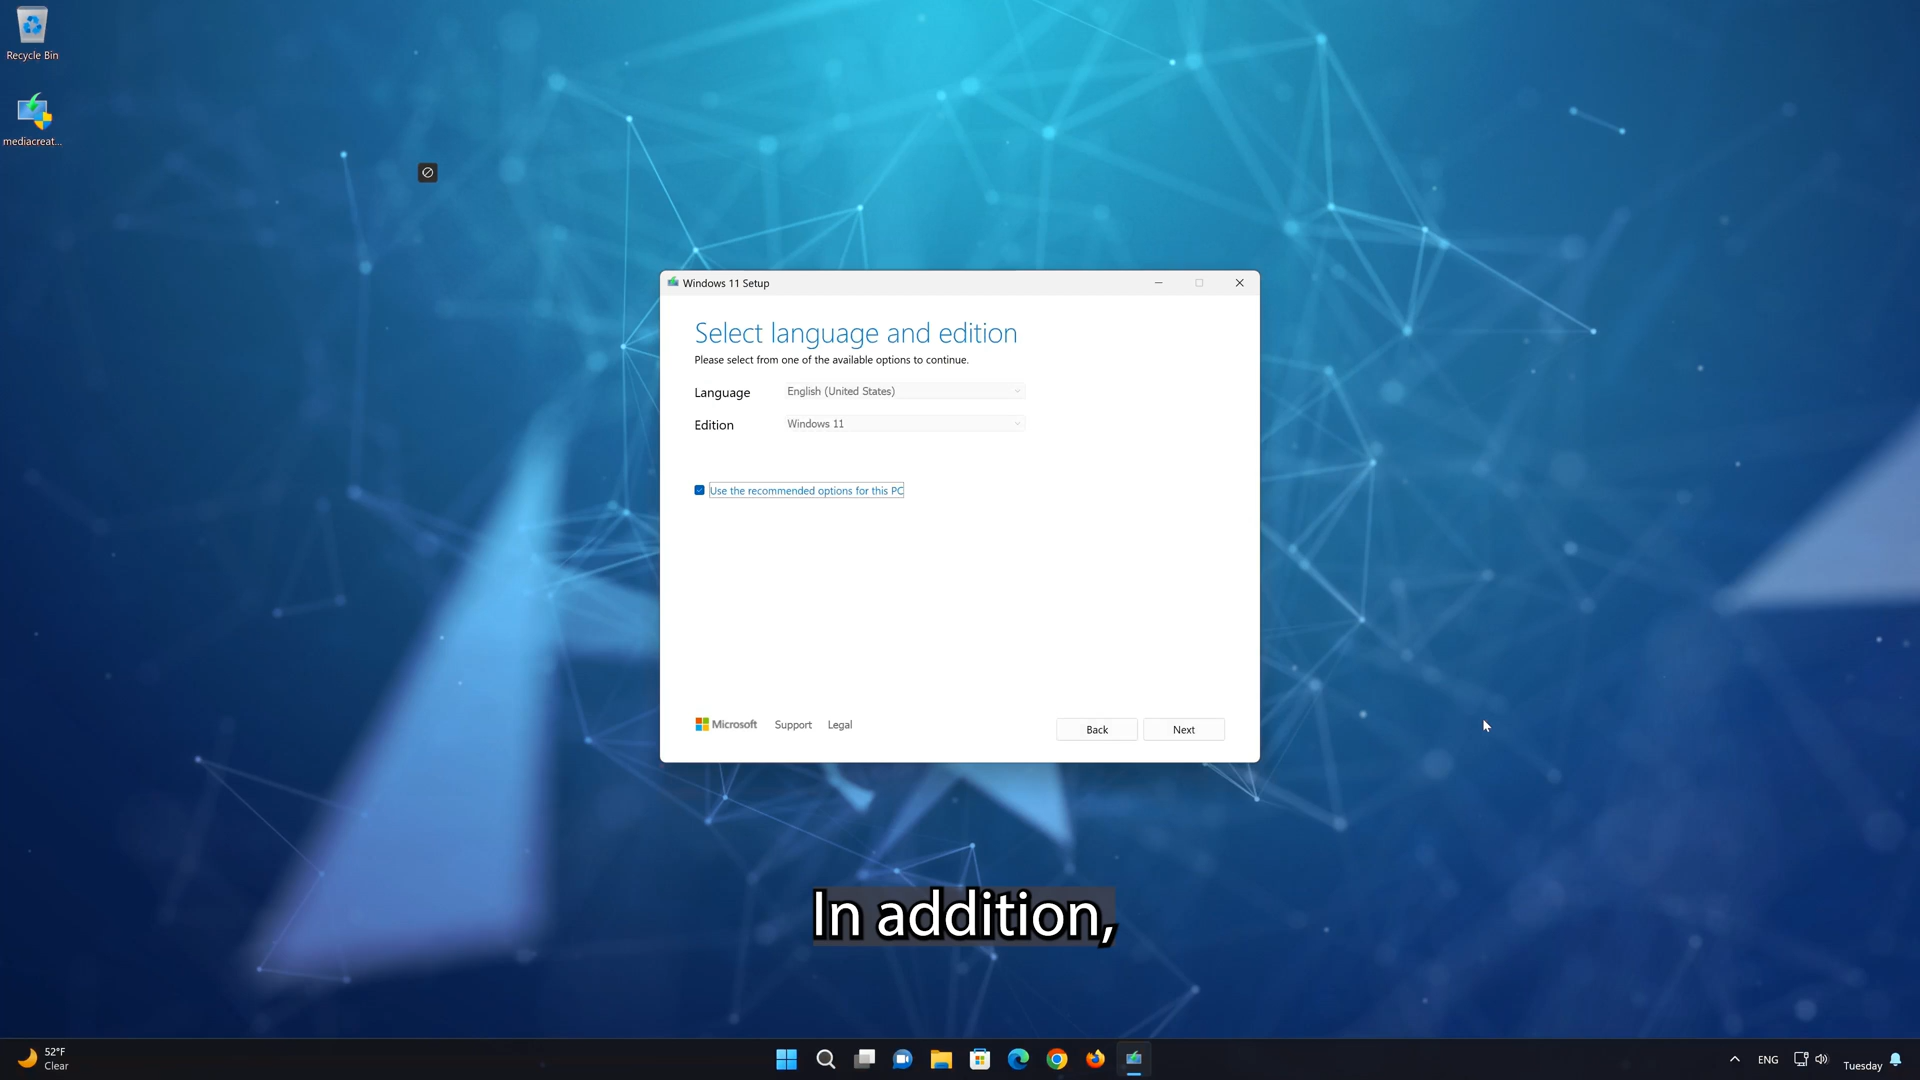 Recycle Bin
mediacreat...
Windows 11 Setup
Select language and edition
Please select from one of the available options to continue.
Language
English (United States)
Edition
Windows 11
Use the recommended options for this PC
Microsoft
Support
Legal
Back
Next
In addition,
52°F
Clear
ENG
Tuesday